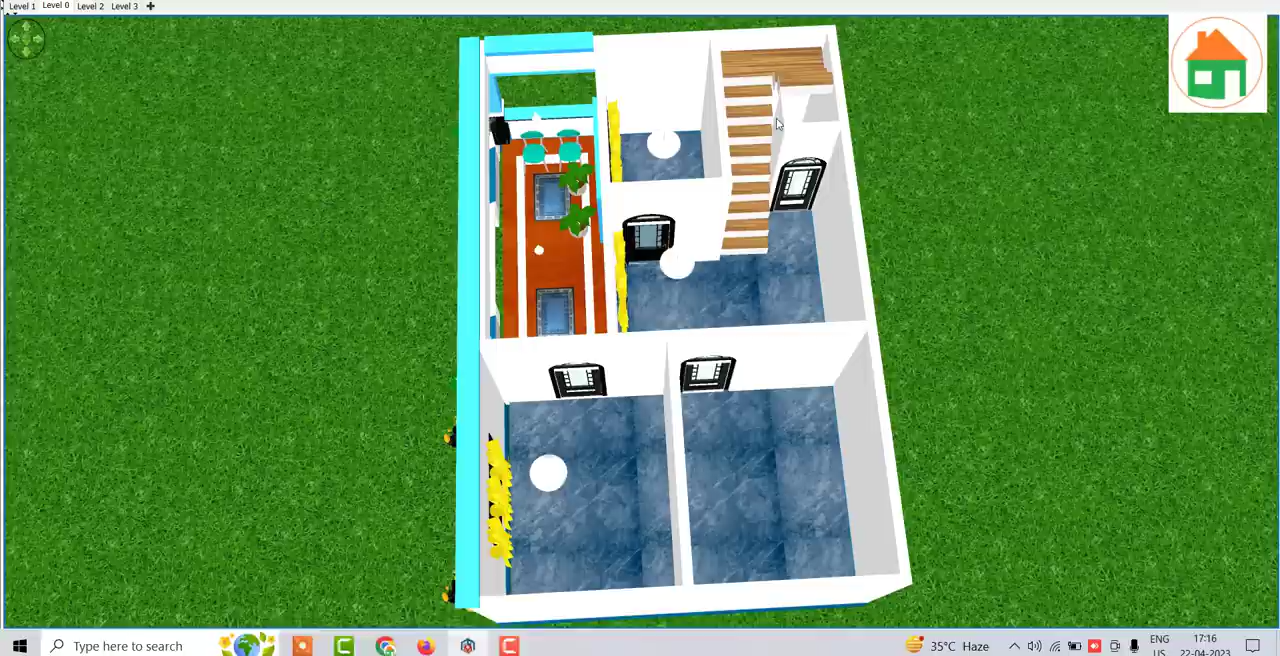 Level 1 Level 0 Level 2 Level 3
Type here to search
35°C Haze
ENG
US
17:16
22-04-2023